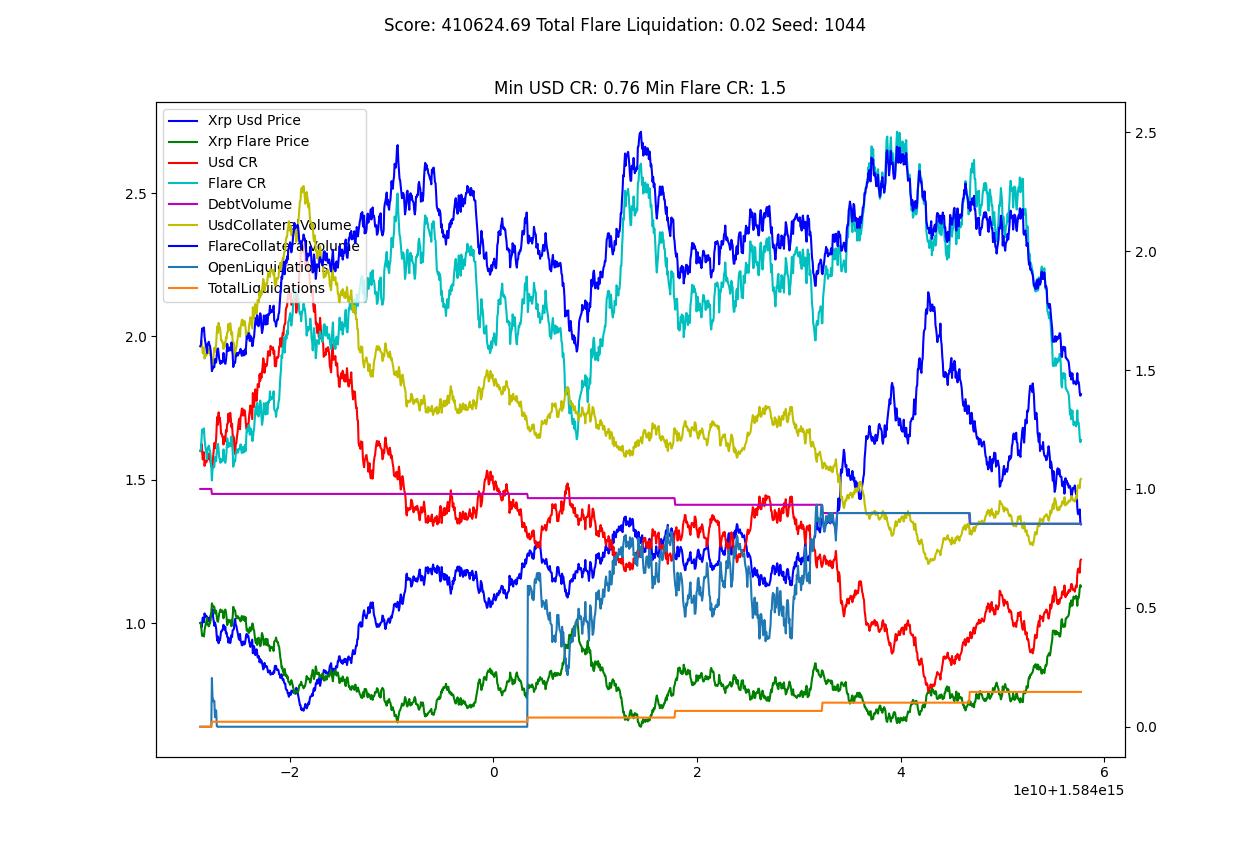 Score: 410624.69 Total Flare Liquidation: 0.02 Seed: 1044
Min USD CR: 0.76 Min Flare CR: 1.5
Xrp Usd Price
Xrp Flare Price
Usd CR
Flare CR
DebtVolume
UsdCollateralVolume
FlareCollateralVolume
OpenLiquidations
TotalLiquidations
2.5
2.0
1.5
1.0
2.5
2.0
1.5
1.0
0.5
0.0
−2
0
2
4
6
1e10+1.584e15